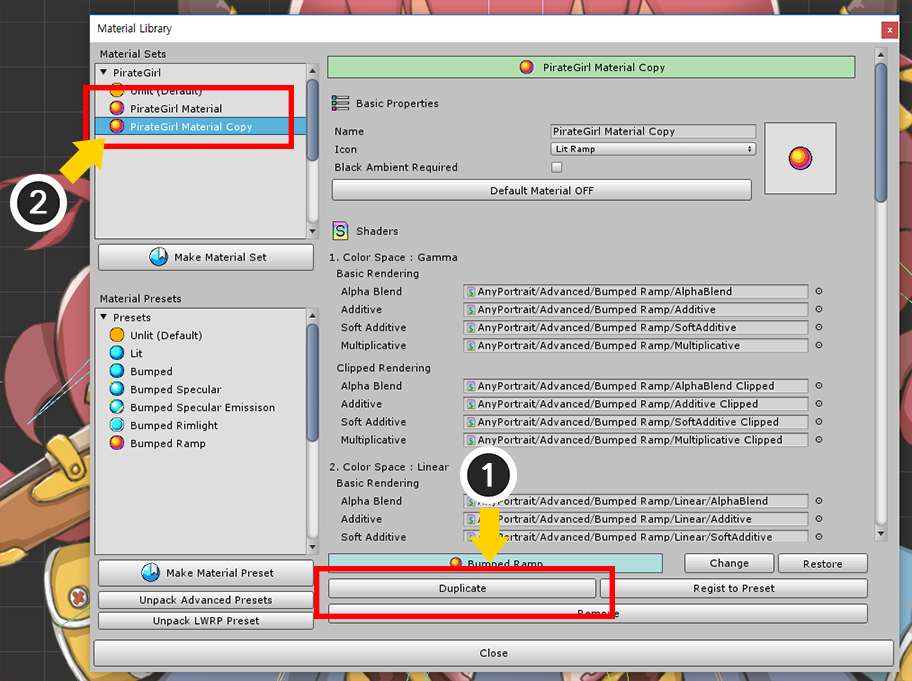 Material Library
x
Material Sets
PirateGirl
Unlit (Default)
PirateGirl Material
PirateGirl Material Copy
2
Make Material Set
Material Presets
Presets
Unlit (Default)
Lit
Bumped
Bumped Specular
Bumped Specular Emissison
Bumped Rimlight
Bumped Ramp
Make Material Preset
Unpack Advanced Presets
Unpack LWRP Preset
PirateGirl Material Copy
Basic Properties
Name PirateGirl Material Copy
Icon Lit Ramp
Black Ambient Required
Default Material OFF
S Shaders
1. Color Space : Gamma
Basic Rendering
Alpha Blend AnyPortrait/Advanced/Bumped Ramp/AlphaBlend
Additive AnyPortrait/Advanced/Bumped Ramp/Additive
Soft Additive AnyPortrait/Advanced/Bumped Ramp/SoftAdditive
Multiplicative AnyPortrait/Advanced/Bumped Ramp/Multiplicative
Clipped Rendering
Alpha Blend AnyPortrait/Advanced/Bumped Ramp/AlphaBlend Clipped
Additive AnyPortrait/Advanced/Bumped Ramp/Additive Clipped
Soft Additive AnyPortrait/Advanced/Bumped Ramp/SoftAdditive Clipped
Multiplicative AnyPortrait/Advanced/Bumped Ramp/Multiplicative Clipped
2. Color Space : Linear
Basic Rendering
1
Alpha Blend AnyPortrait/Advanced/Bumped Ramp/Linear/AlphaBlend
Additive AnyPortrait/Advanced/Bumped Ramp/Linear/Additive
Soft Additive AnyPortrait/Advanced/Bumped Ramp/Linear/SoftAdditive
Bumped Ramp Change Restore
Duplicate Regist to Preset
Remove
Close